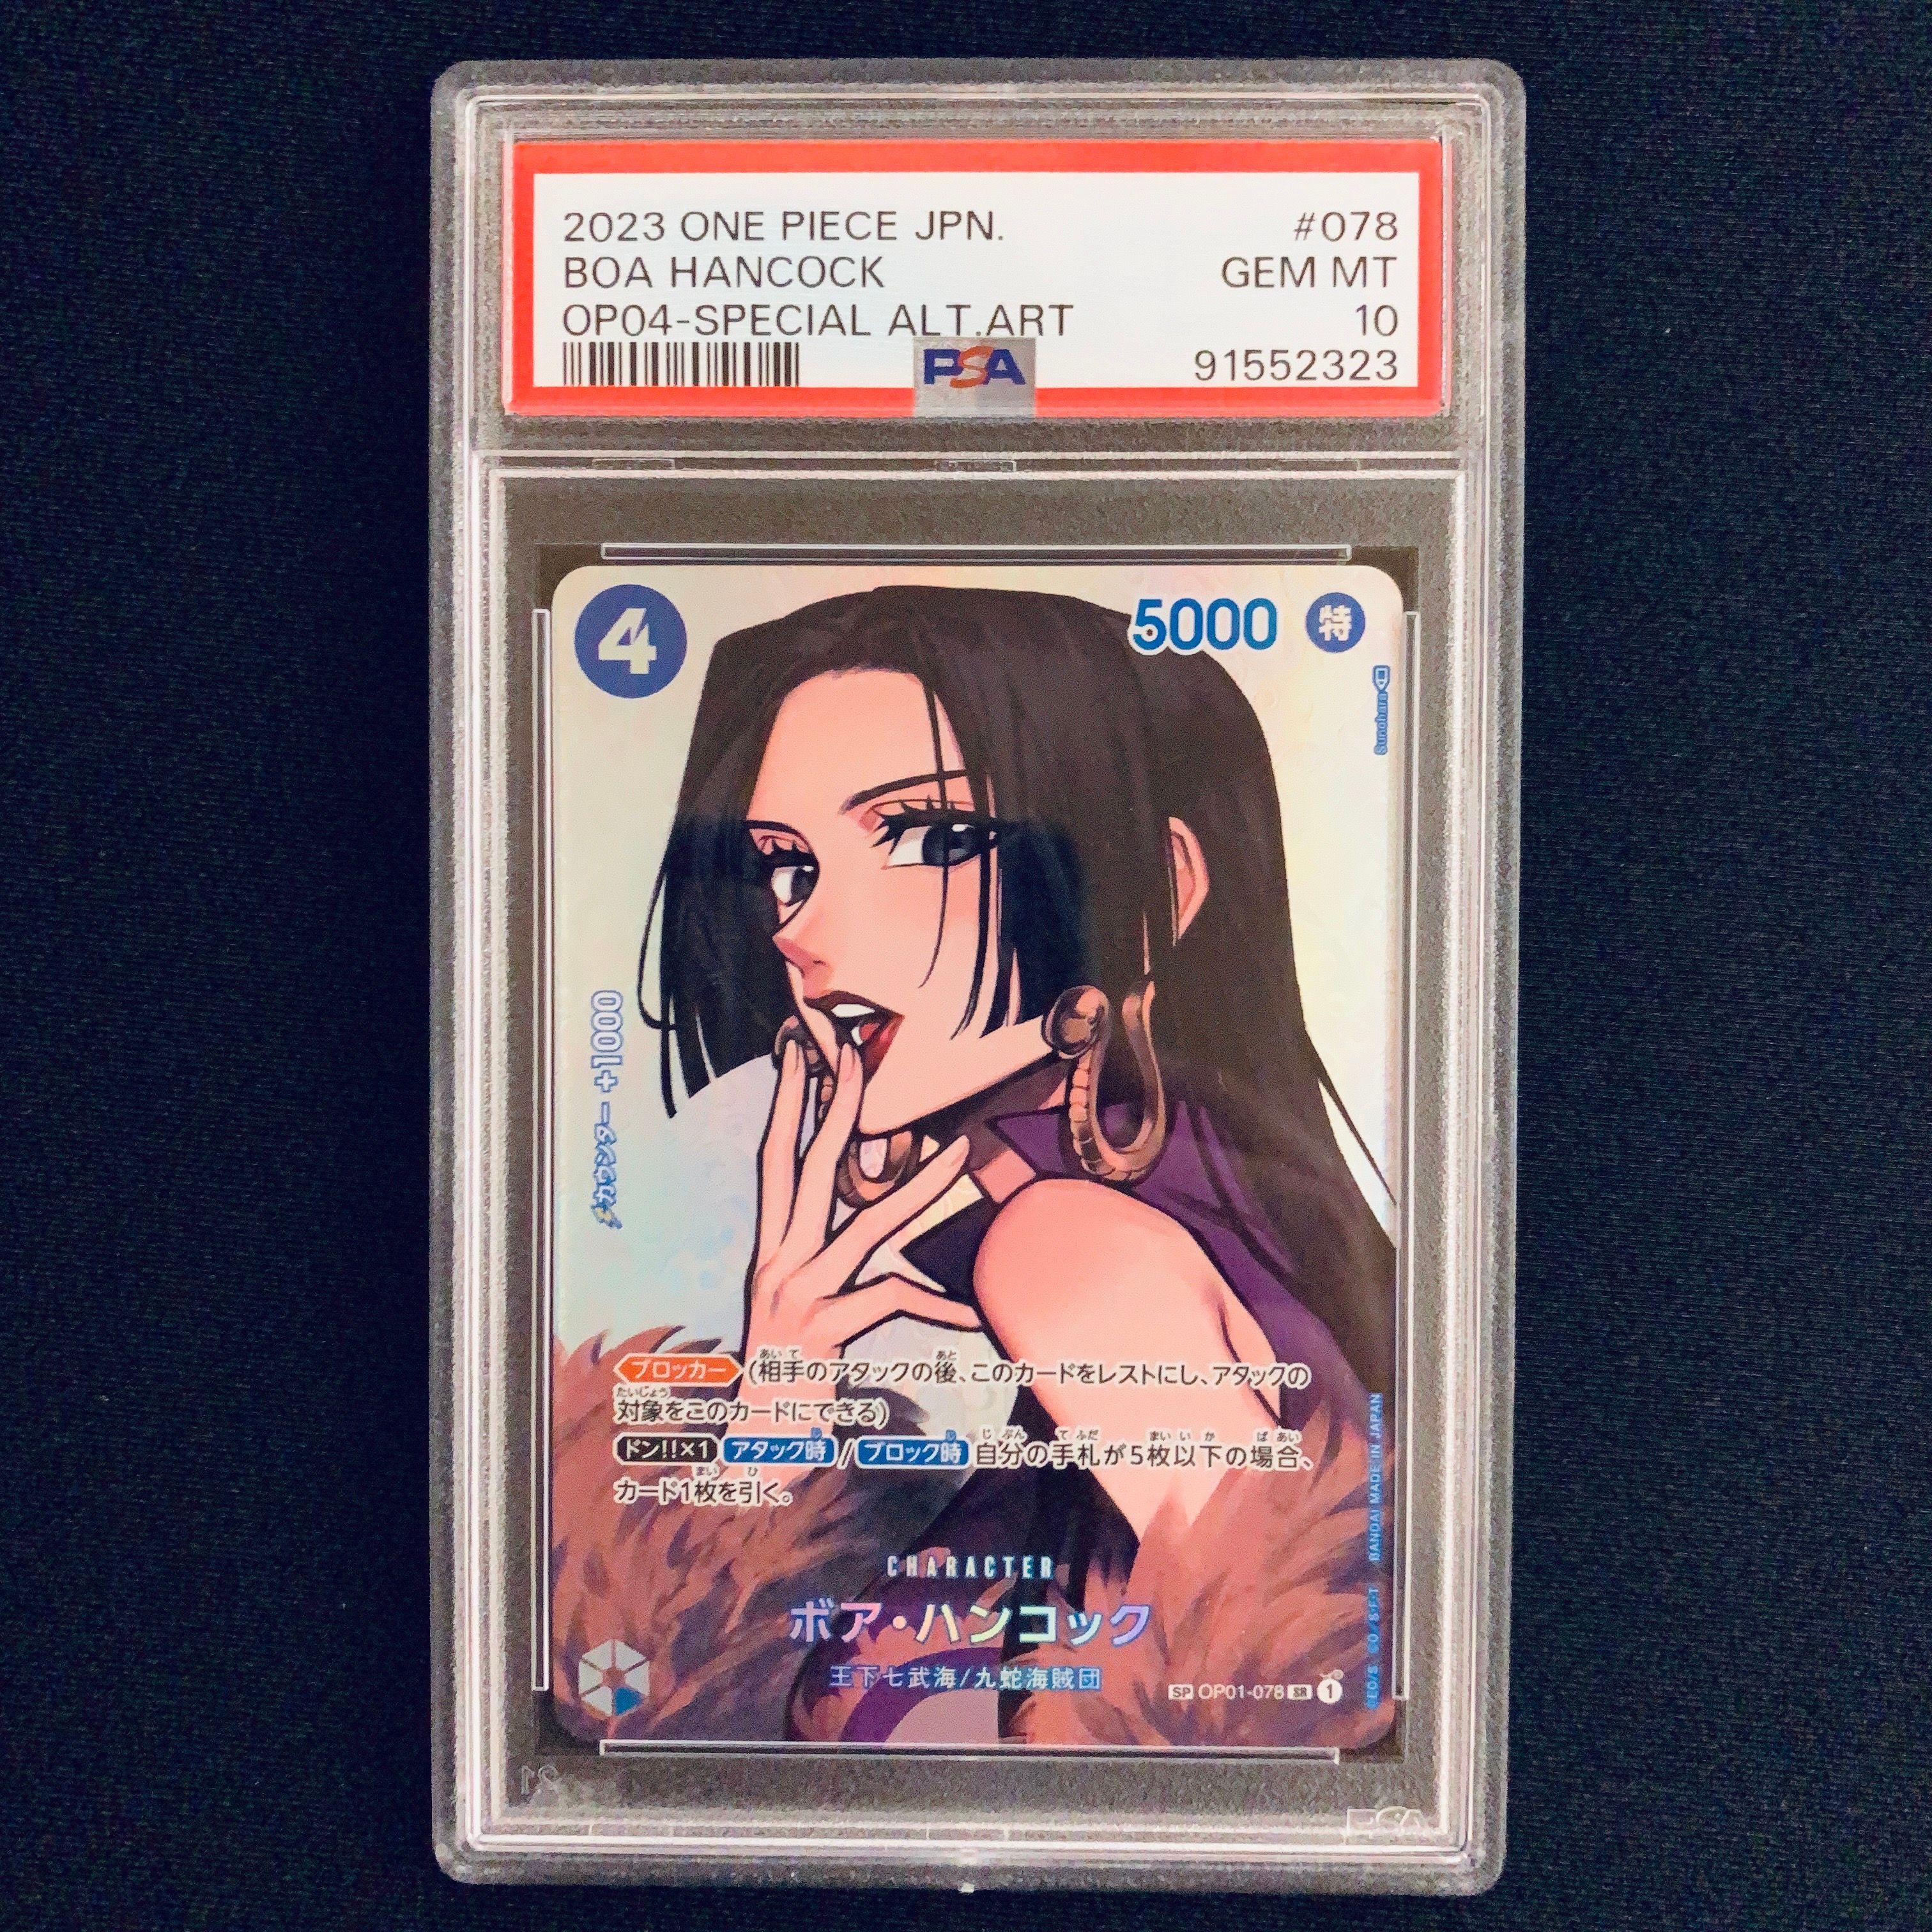 2023 ONE PIECE JPN. #078
BOA HANCOCK GEM MT
OP04-SPECIAL ALT.ART 10
PSA 91552323
4 5000 特
Sunohara
カウンター +1000
ブロッカー (相手のアタックの後、このカードをレストにし、アタックの
対象をこのカードにできる)
ドン!!×1 アタック時 / ブロック時 自分の手札が5枚以下の場合、
カード1枚を引く。
CHARACTER
ボア・ハンコック
王下七武海/九蛇海賊団
SP OP01-078 SR 1
BANDAI MADE IN JAPAN
PSA